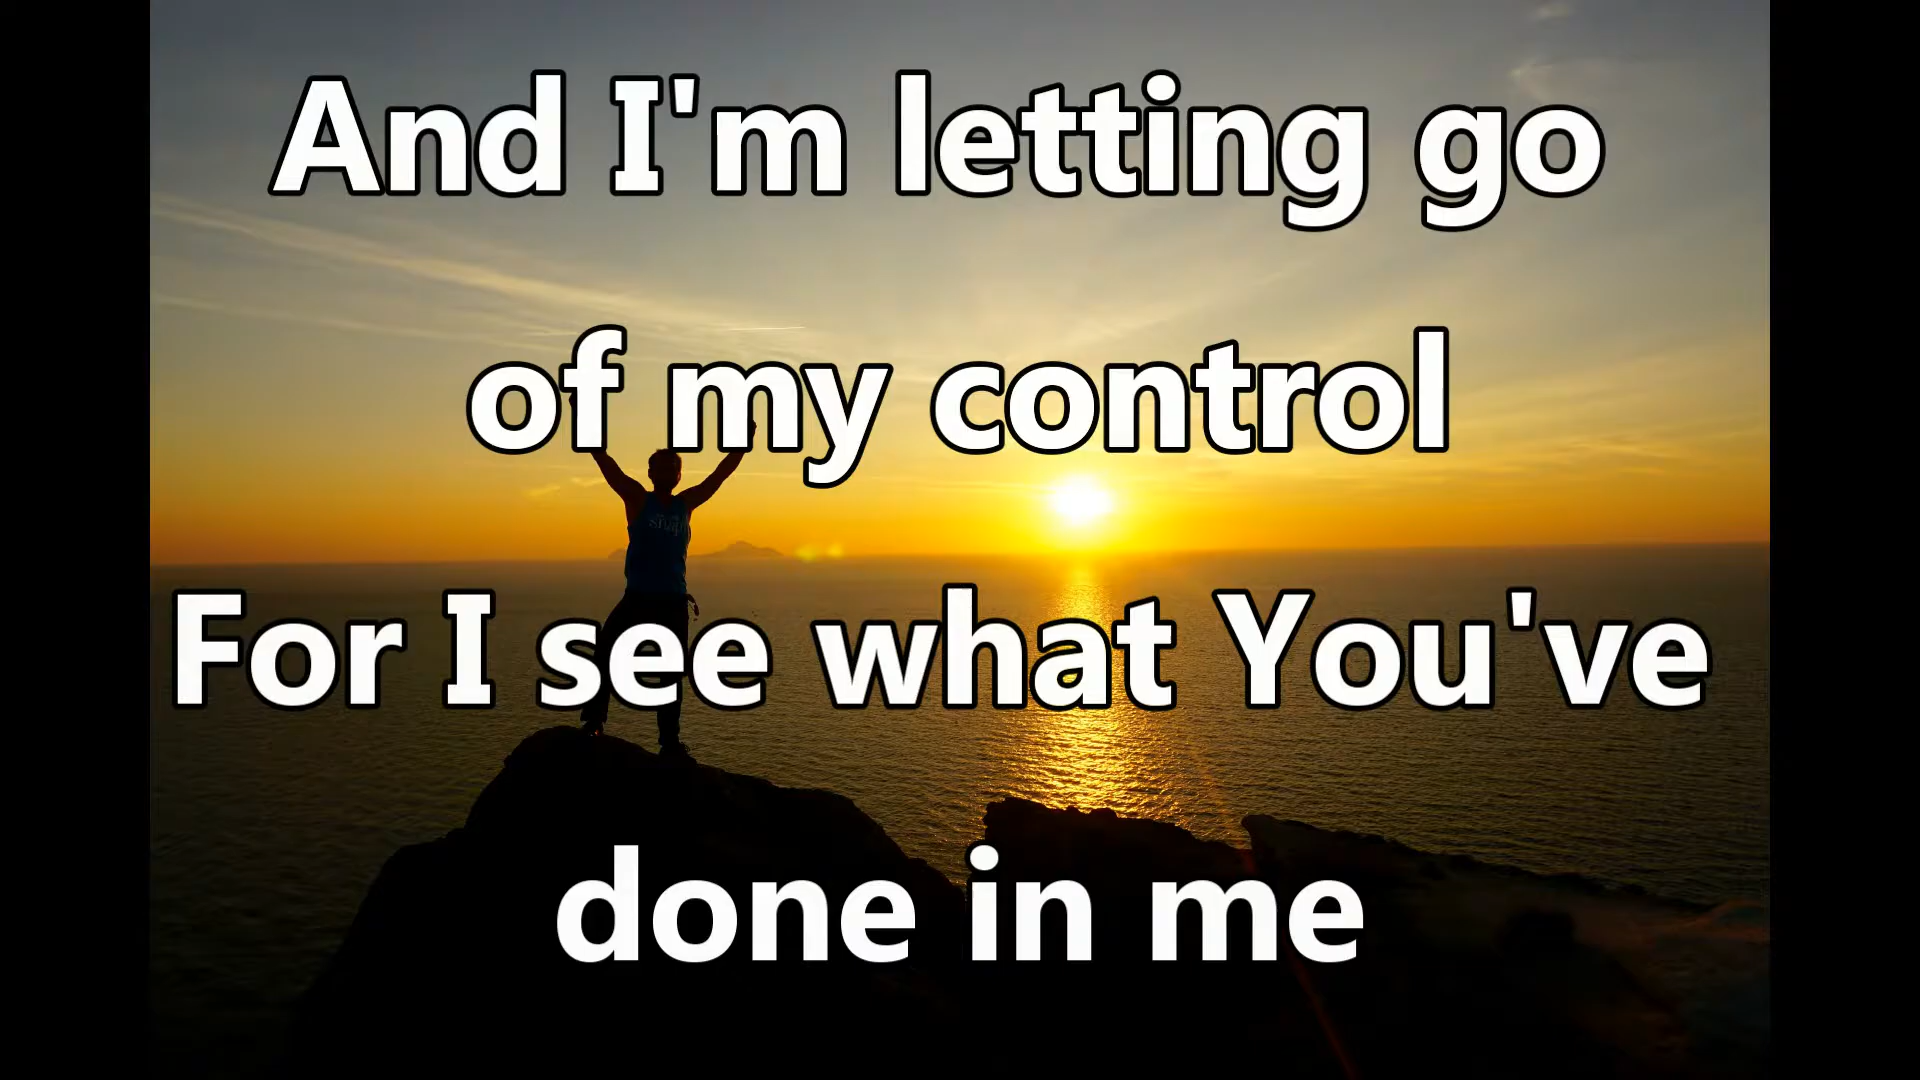 And I'm letting go
of my control
For I see what You've
done in me